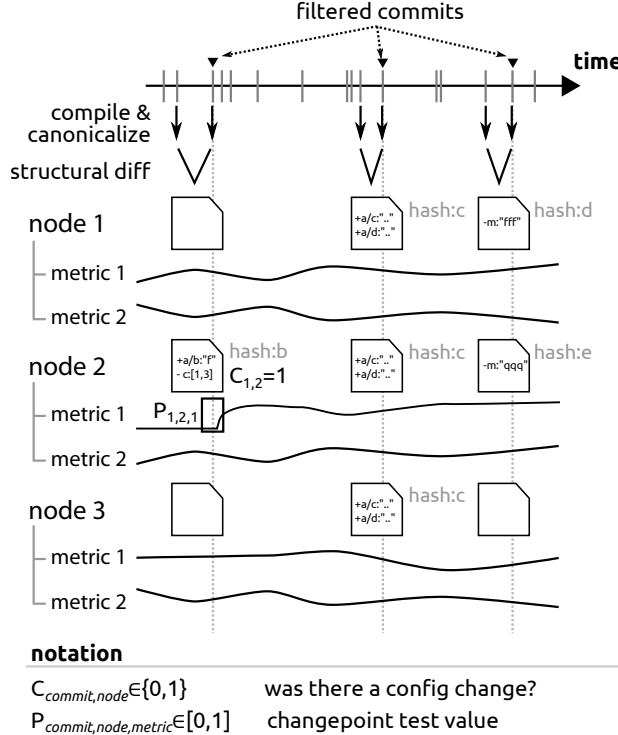 filtered commits
time
compile &
canonicalize
structural diff
node 1
+a/c:".."
+a/d:".."
hash:c
-m:"fff"
hash:d
metric 1
metric 2
node 2
+a/b:"f"
- c:[1,3]
hash:b
C1,2=1
+a/c:".."
+a/d:".."
hash:c
-m:"qqq"
hash:e
metric 1
P1,2,1
metric 2
node 3
+a/c:".."
+a/d:".."
hash:c
metric 1
metric 2
notation
Ccommit,node∈{0,1} was there a config change?
Pcommit,node,metric∈[0,1] changepoint test value